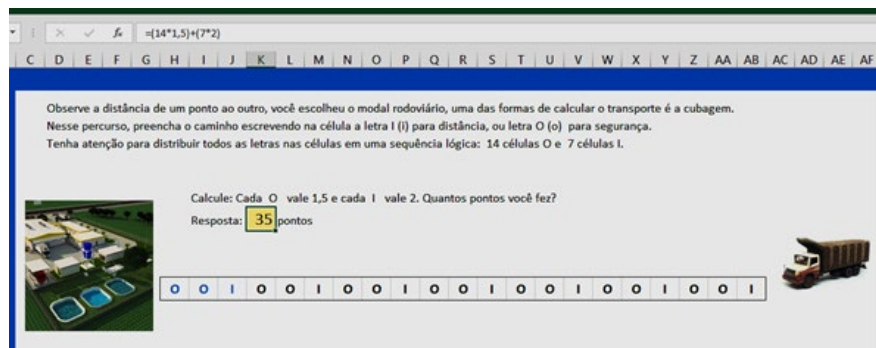 fx =(14*1,5)+(7*2)
C D E F G H I J K L M N O P Q R S T U V W X Y Z AA AB AC AD AE AF
Observe a distância de um ponto ao outro, você escolheu o modal rodoviário, uma das formas de calcular o transporte é a cubagem.
Nesse percurso, preencha o caminho escrevendo na célula a letra I (i) para distância, ou letra O (o) para segurança.
Tenha atenção para distribuir todos as letras nas células em uma sequência lógica: 14 células O e 7 células I.
Calcule: Cada O vale 1,5 e cada I vale 2. Quantos pontos você fez?
Resposta: 35 pontos
O O I O O I O O I O O I O O I O O I O O I